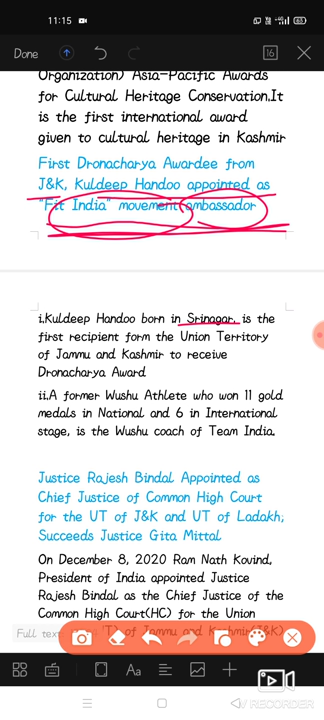 11:15
63
Done
16
Organization) Asia-Pacific Awards
for Cultural Heritage Conservation.It
is the first international award
given to cultural heritage in Kashmir
First Dronacharya Awardee from
J&K, Kuldeep Handoo appointed as
"Fit India" movement ambassador
i.Kuldeep Handoo born in Srinagar, is the
first recipient form the Union Territory
of Jammu and Kashmir to receive
Dronacharya Award
ii.A former Wushu Athlete who won 11 gold
medals in National and 6 in International
stage, is the Wushu coach of Team India.
Justice Rajesh Bindal Appointed as
Chief Justice of Common High Court
for the UT of J&K and UT of Ladakh;
Succeeds Justice Gita Mittal
On December 8, 2020 Ram Nath Kovind,
President of India appointed Justice
Rajesh Bindal as the Chief Justice of the
Common High Court(HC) for the Union
Full text of Jammu and Kashmir(J&K)
Aa
RECORDER